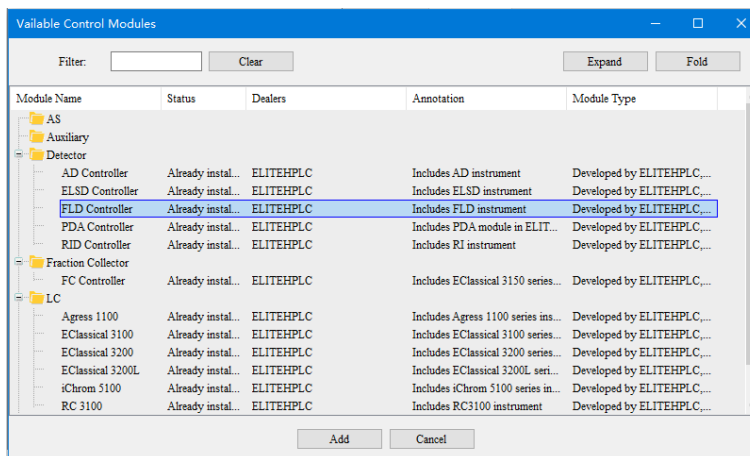 Vailable Control Modules
Filter: Clear Expand Fold
Module Name Status Dealers Annotation Module Type
AS
Auxiliary
Detector
AD Controller Already instal... ELITEHPLC Includes AD instrument Developed by ELITEHPLC,...
ELSD Controller Already instal... ELITEHPLC Includes ELSD instrument Developed by ELITEHPLC,...
FLD Controller Already instal... ELITEHPLC Includes FLD instrument Developed by ELITEHPLC,...
PDA Controller Already instal... ELITEHPLC Includes PDA module in ELIT... Developed by ELITEHPLC,...
RID Controller Already instal... ELITEHPLC Includes RI instrument Developed by ELITEHPLC,...
Fraction Collector
FC Controller Already instal... ELITEHPLC Includes EClassical 3150 series... Developed by ELITEHPLC,...
LC
Agress 1100 Already instal... ELITEHPLC Includes Agress 1100 series ins... Developed by ELITEHPLC,...
EClassical 3100 Already instal... ELITEHPLC Includes EClassical 3100 series... Developed by ELITEHPLC,...
EClassical 3200 Already instal... ELITEHPLC Includes EClassical 3200 series... Developed by ELITEHPLC,...
EClassical 3200L Already instal... ELITEHPLC Includes EClassical 3200L seri... Developed by ELITEHPLC,...
iChrom 5100 Already instal... ELITEHPLC Includes iChrom 5100 series in... Developed by ELITEHPLC,...
RC 3100 Already instal... ELITEHPLC Includes RC3100 instrument Developed by ELITEHPLC,...
Add Cancel